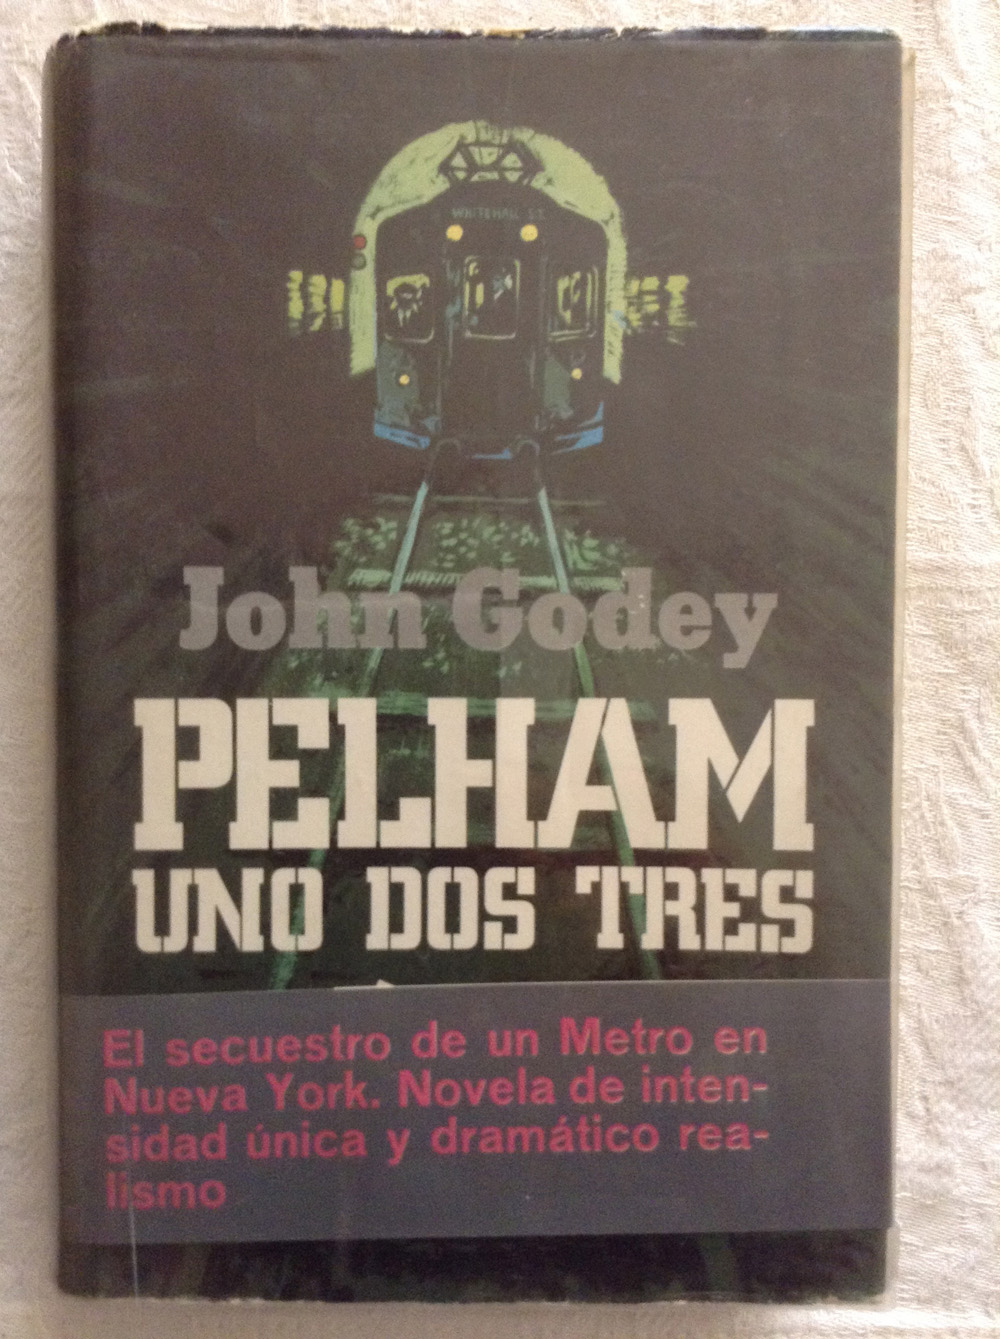 WHITEHALL ST.
John Godey
PELHAM
UNO DOS TRES
El secuestro de un Metro en
Nueva York. Novela de inten-
sidad única y dramático rea-
lismo